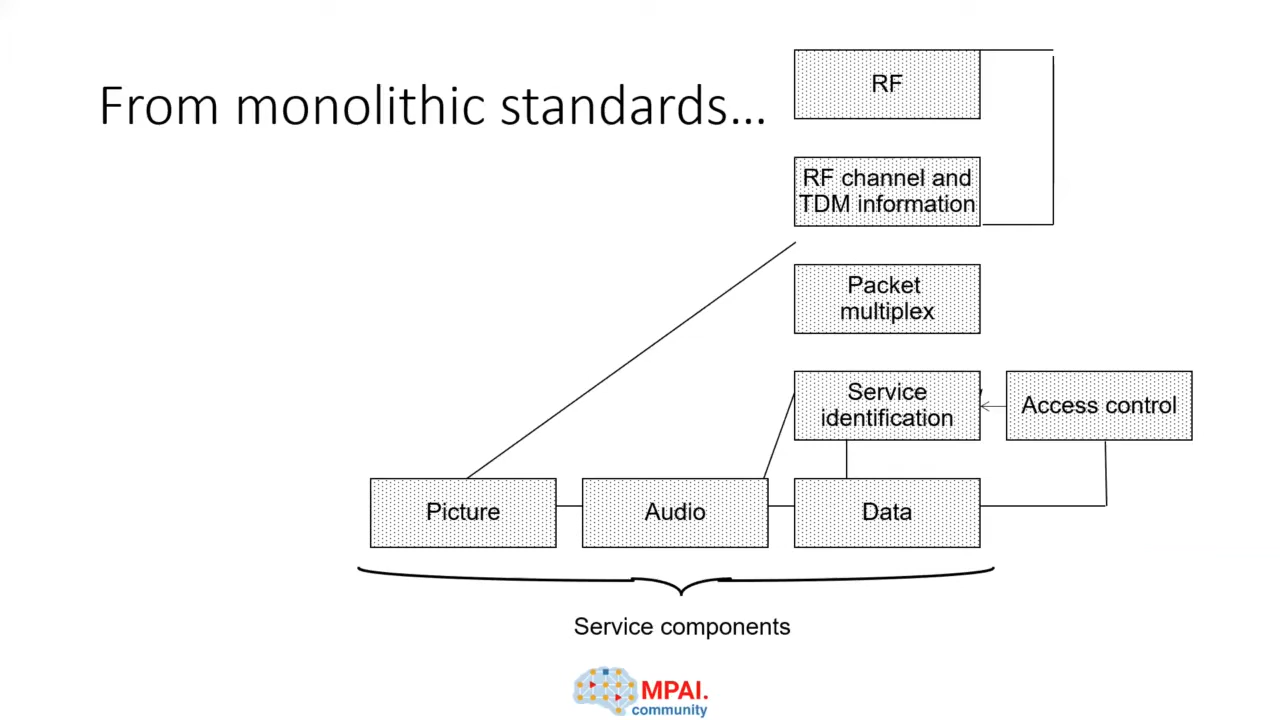 From monolithic standards...
RF
RF channel and
TDM information
Packet
multiplex
Service
identification
Access control
Picture
Audio
Data
Service components
MPAI.
community